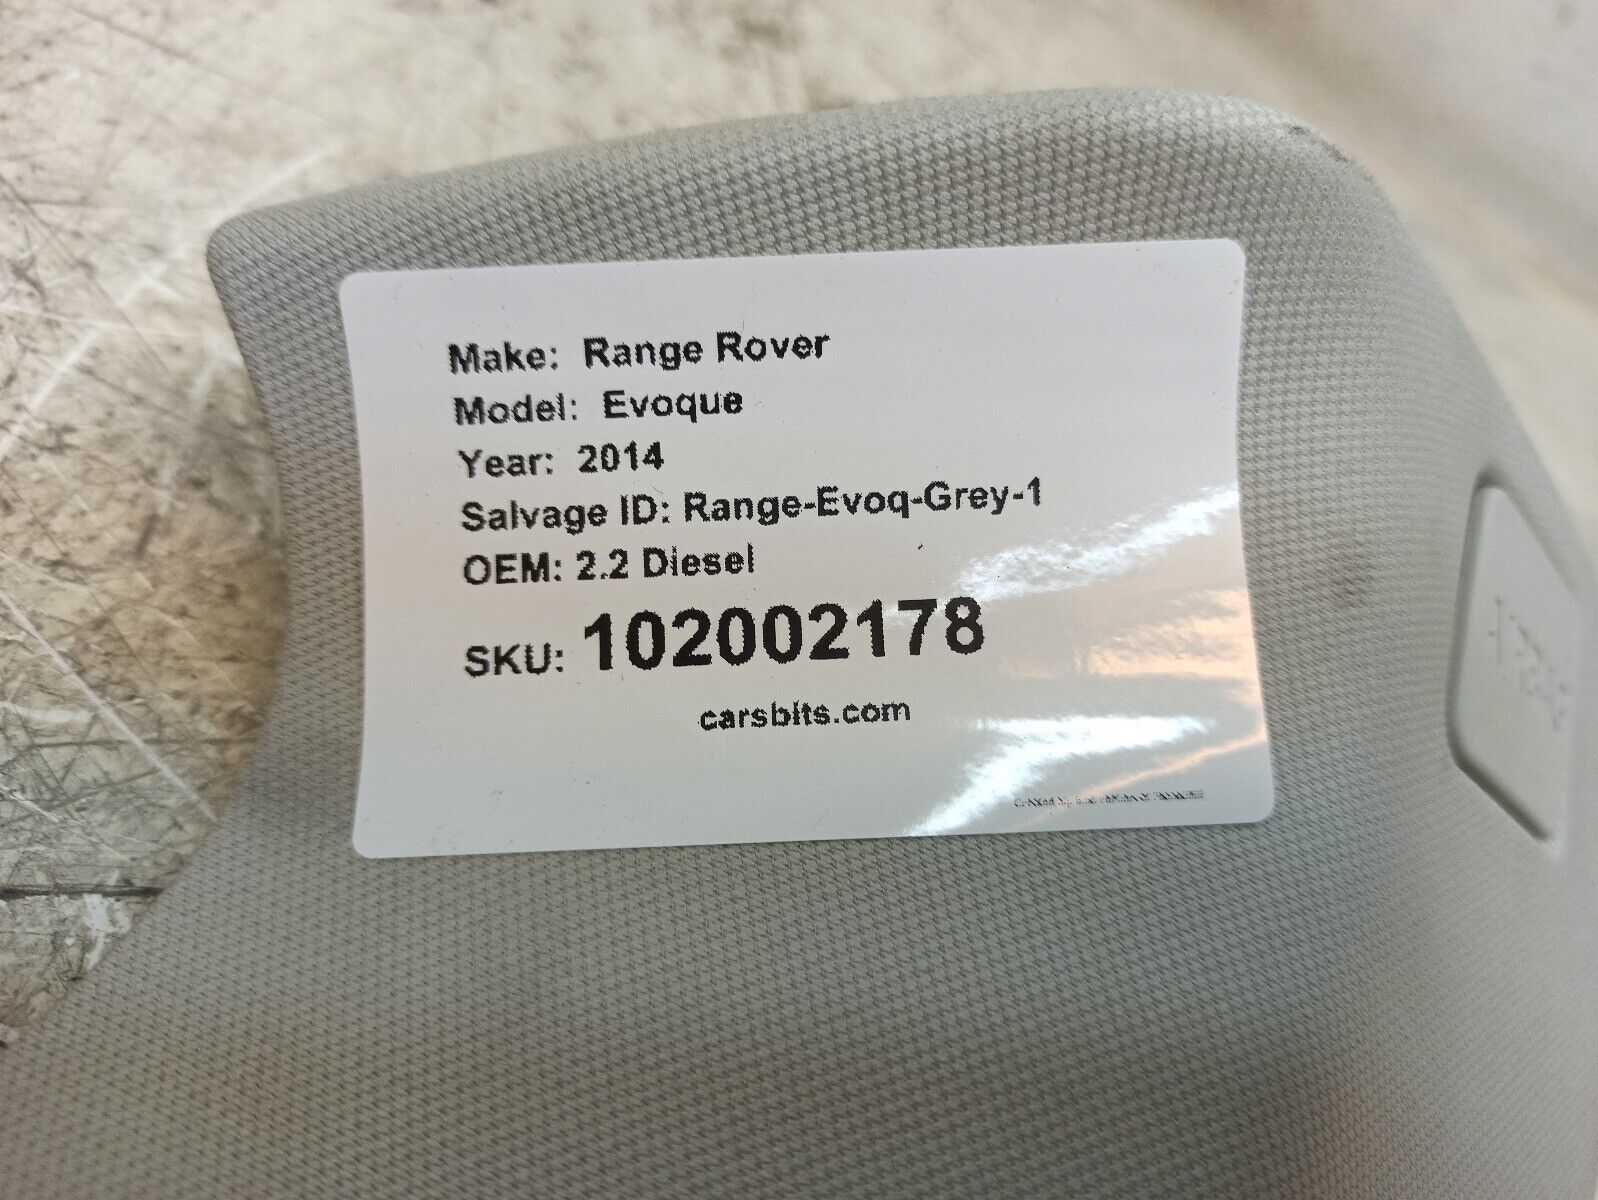 Make: Range Rover
Model: Evoque
Year: 2014
Salvage ID: Range-Evoq-Grey-1
OEM: 2.2 Diesel
SKU: 102002178
carsbits.com